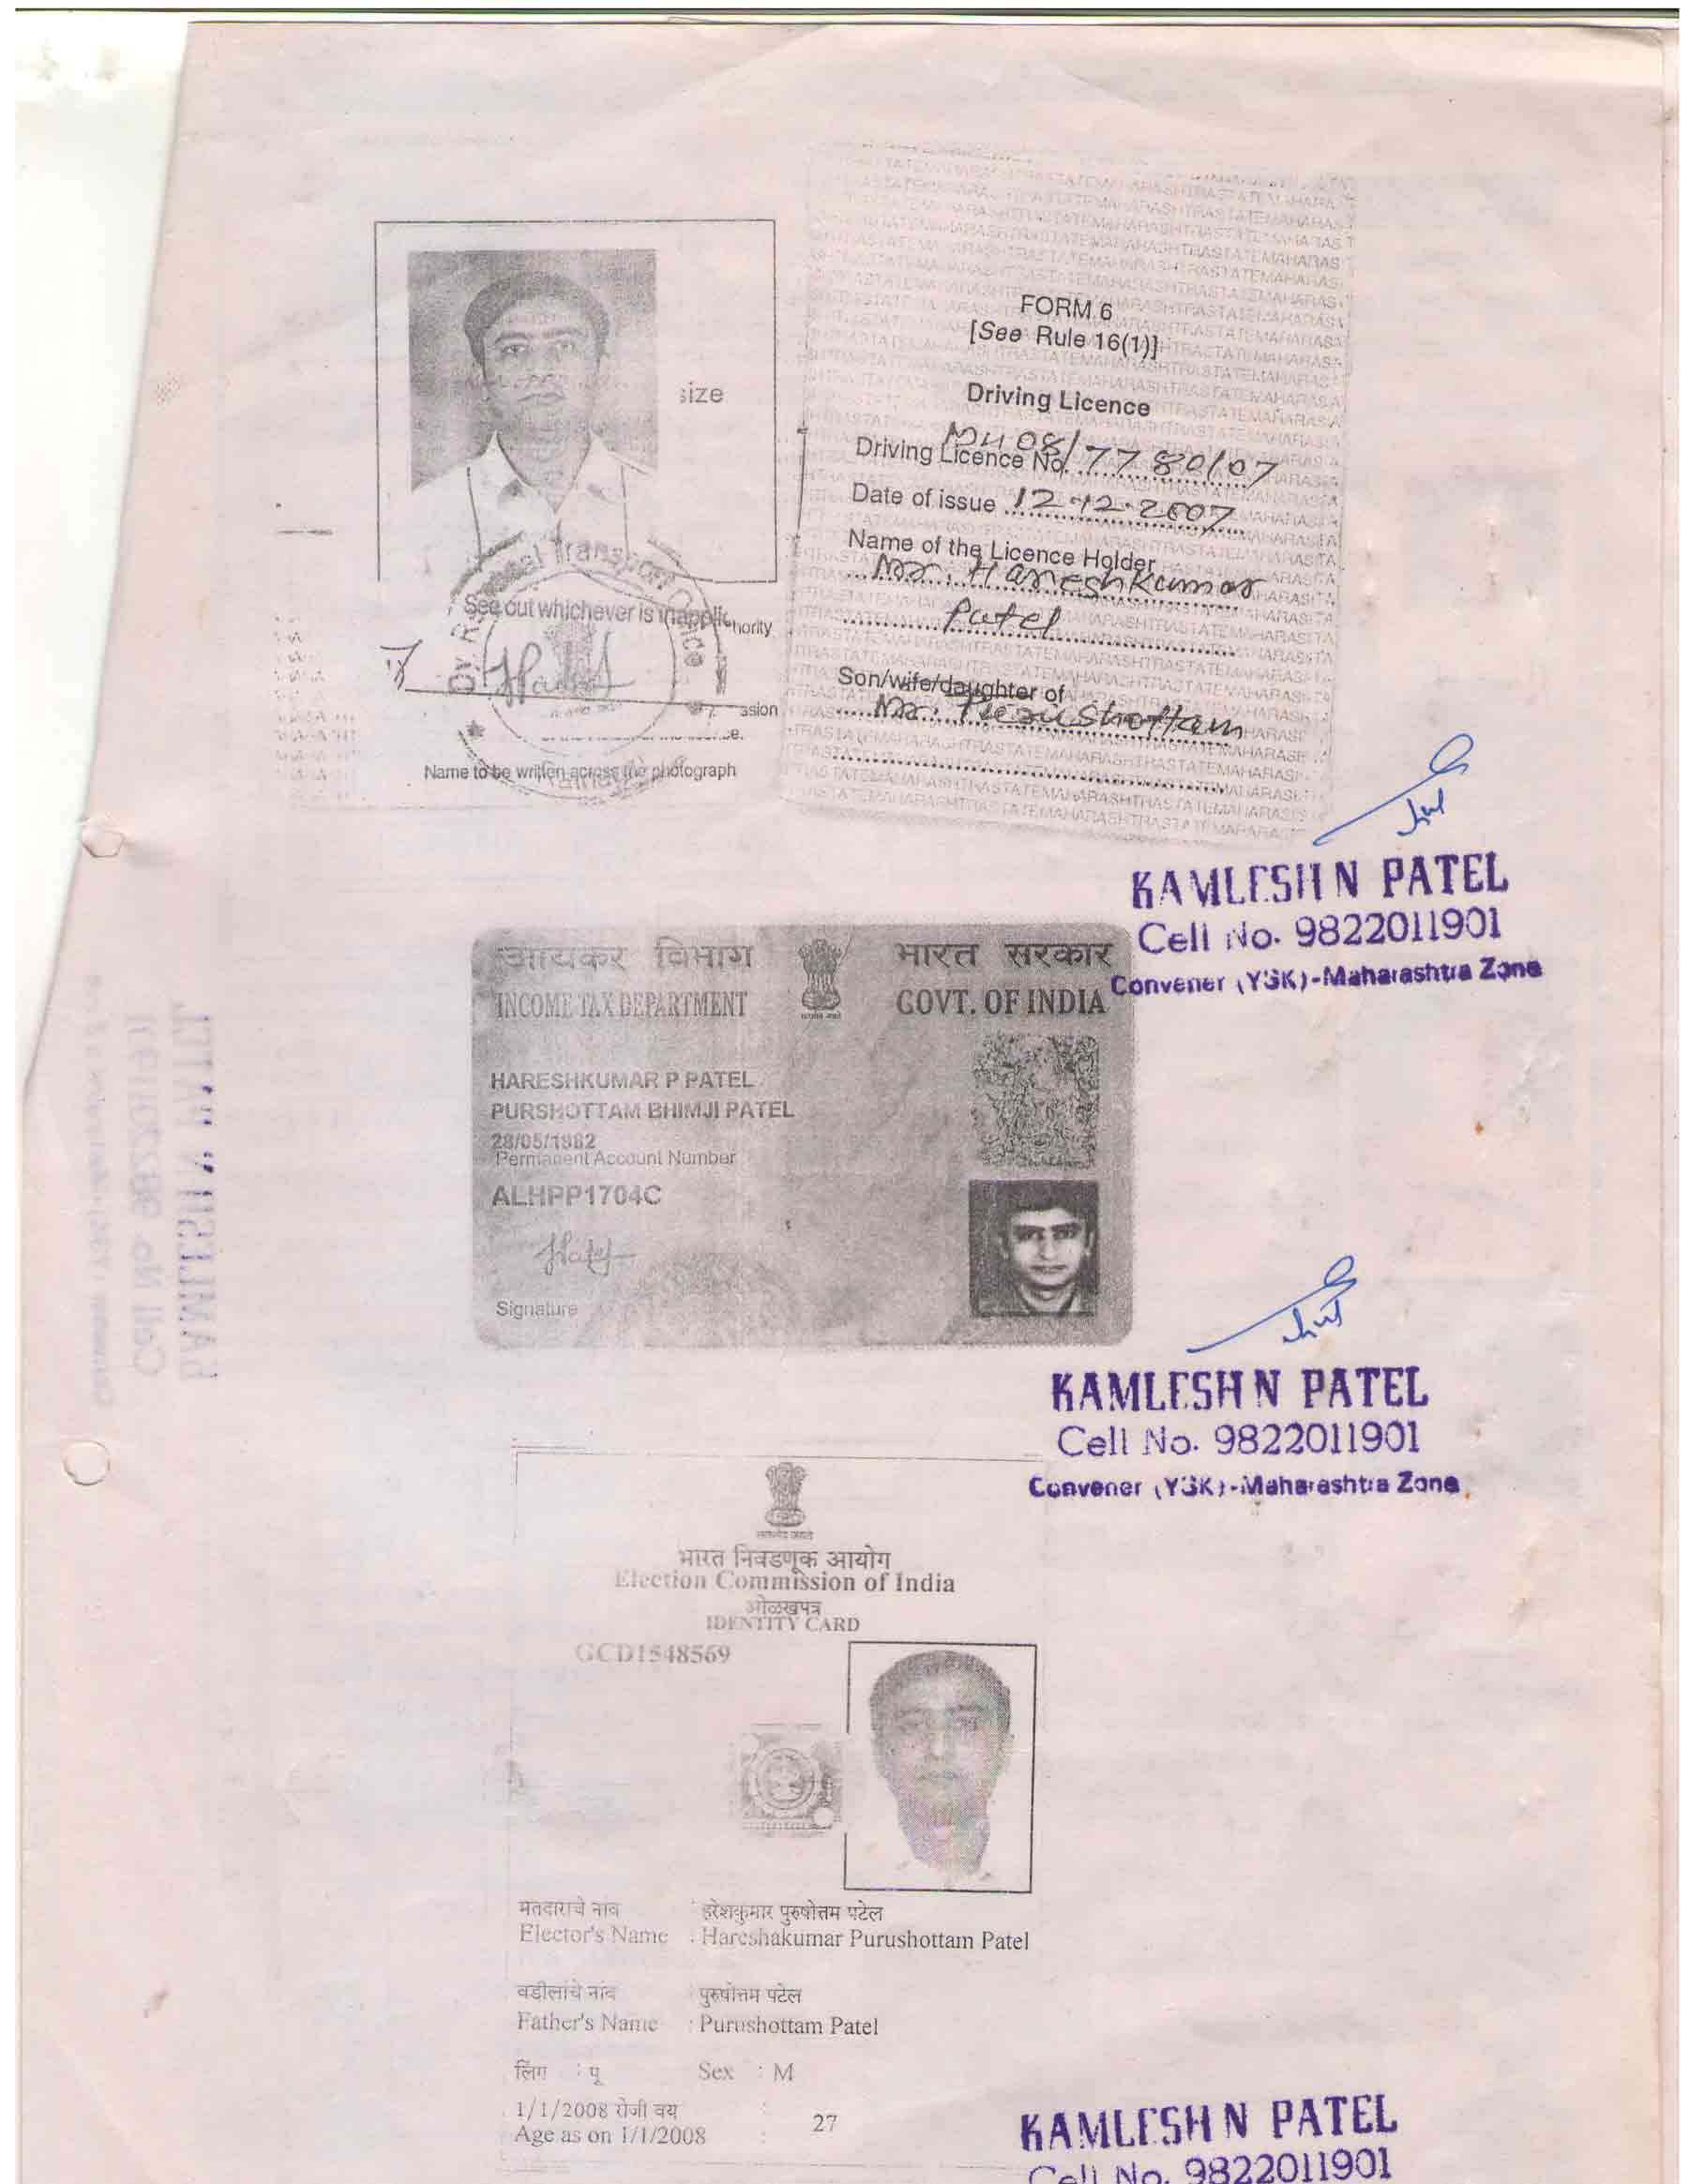 size
See
out whichever is inapplic
hority
ssion
Name to be written across the photograph
FORM 6
[See Rule 16(1)]
Driving Licence
Driving Licence No. MH08/7780/07
Date of issue 12-12-2007
Name of the Licence Holder
Mr. Hareshkumar
Patel
Son/wife/daughter of
Mr. Purushottam
KAMLESH N PATEL
Cell No. 9822011901
Convener (YSK)-Maharashtra Zone
आयकर विभाग
INCOME TAX DEPARTMENT
भारत सरकार
GOVT. OF INDIA
HARESHKUMAR P PATEL
PURSHOTTAM BHIMJI PATEL
28/05/1982
Permanent Account Number
ALHPP1704C
Signature
KAMLESH N PATEL
Cell No. 9822011901
Convener (YSK)-Maharashtra Zone
भारत निवडणूक आयोग
Election Commission of India
ओळखपत्र
IDENTITY CARD
GCD1548569
मतदाराचे नाव : हरेशकुमार पुरुषोत्तम पटेल
Elector's Name : Hareshakumar Purushottam Patel
वडीलांचे नांव : पुरुषोत्तम पटेल
Father's Name : Purushottam Patel
लिंग : पू Sex : M
1/1/2008 रोजी वय :
Age as on 1/1/2008 : 27
KAMLESH N PATEL
Cell No. 9822011901